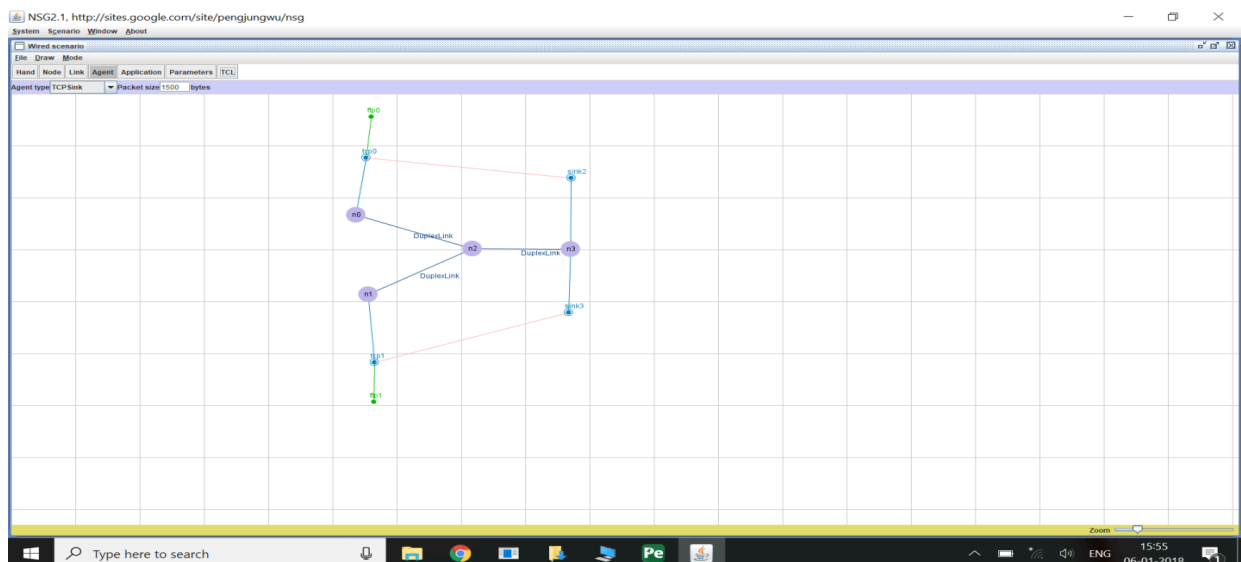 NSG2.1, http://sites.google.com/site/pengjungwu/nsg
System Scenario Window About
Wired scenario
File Draw Mode
Hand Node Link Agent Application Parameters TCL
Agent type TCPSink Packet size 1500 bytes
ftp0
tcp0
sink2
n0
DuplexLink
n2
DuplexLink
n3
DuplexLink
n1
sink3
tcp1
ftp1
Zoom
Type here to search
Pe
ENG
15:55
06-01-2018
1